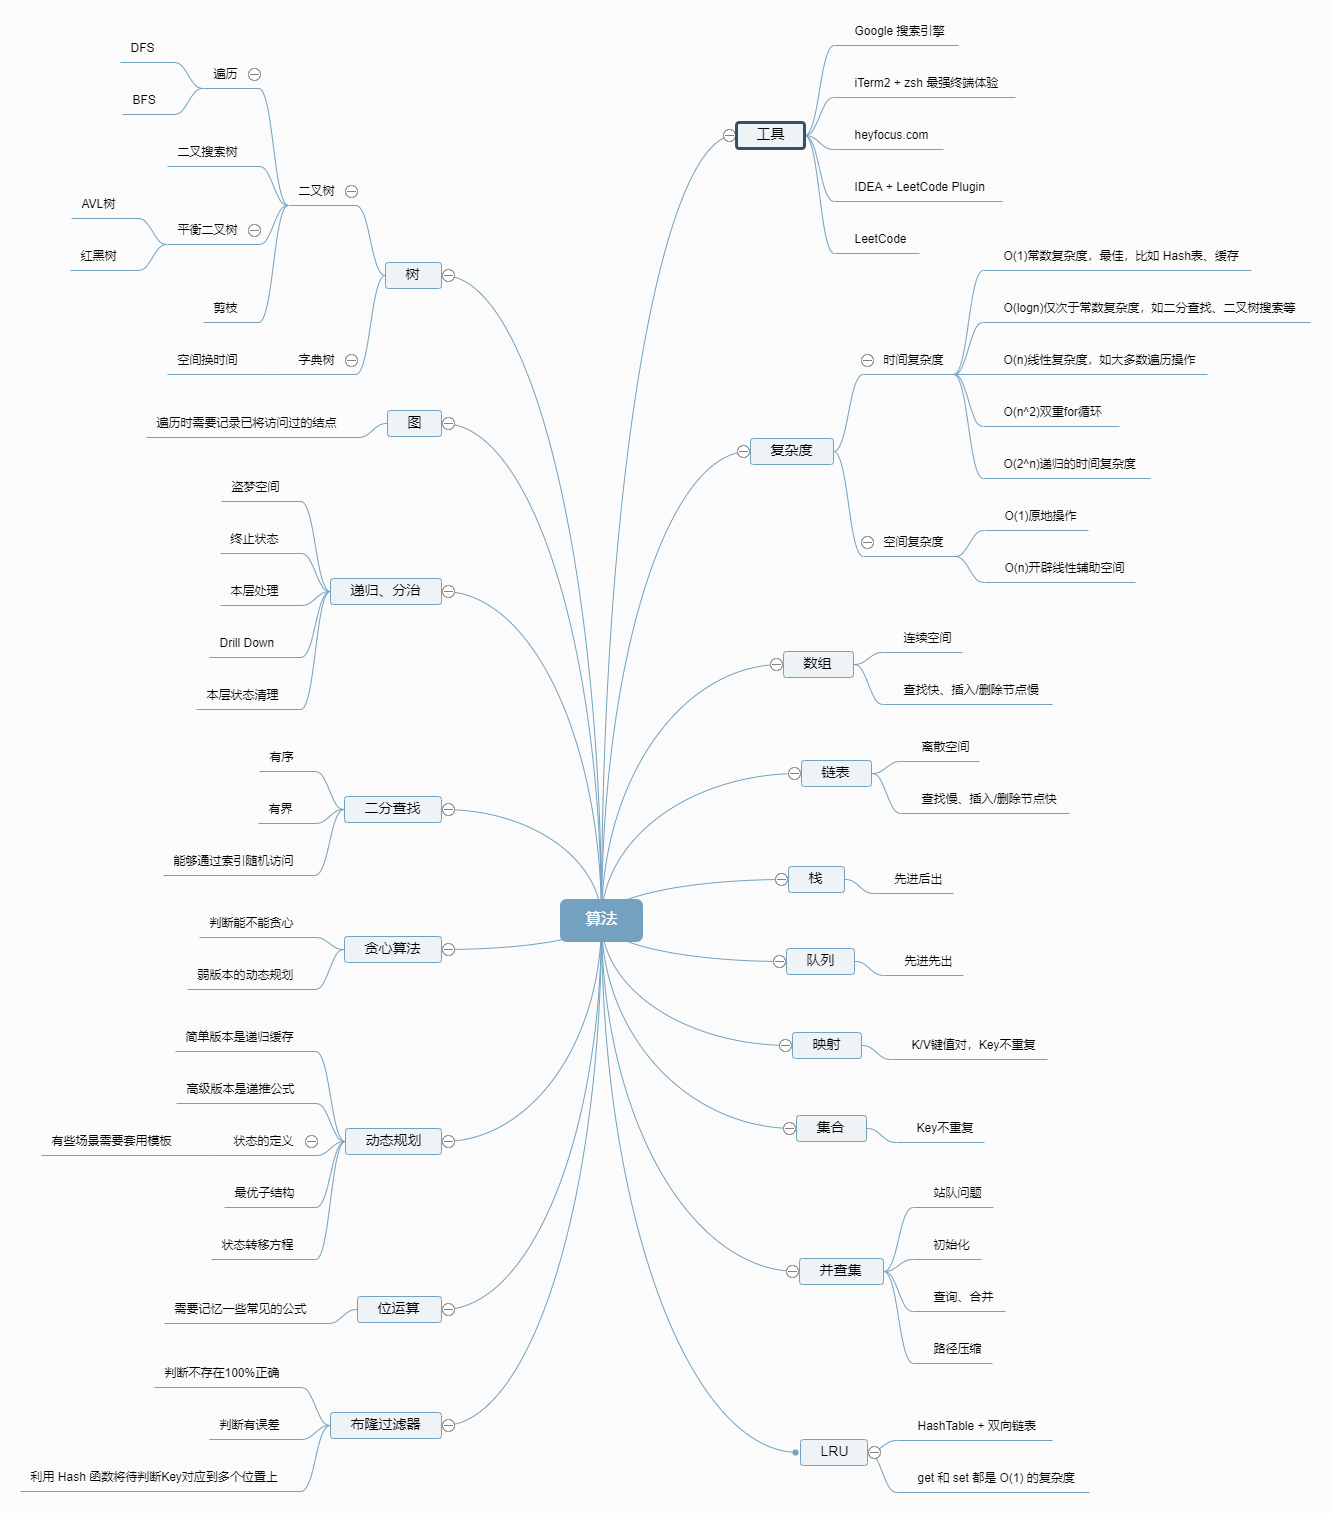 算法
工具
Google 搜索引擎
iTerm2 + zsh 最强终端体验
heyfocus.com
IDEA + LeetCode Plugin
LeetCode
复杂度
时间复杂度
O(1)常数复杂度，最佳，比如 Hash表、缓存
O(logn)仅次于常数复杂度，如二分查找、二叉树搜索等
O(n)线性复杂度，如大多数遍历操作
O(n^2)双重for循环
O(2^n)递归的时间复杂度
空间复杂度
O(1)原地操作
O(n)开辟线性辅助空间
数组
连续空间
查找快、插入/删除节点慢
链表
离散空间
查找慢、插入/删除节点快
栈
先进后出
队列
先进先出
映射
K/V键值对，Key不重复
集合
Key不重复
并查集
站队问题
初始化
查询、合并
路径压缩
LRU
HashTable + 双向链表
get 和 set 都是 O(1) 的复杂度
树
二叉树
遍历
DFS
BFS
二叉搜索树
平衡二叉树
AVL树
红黑树
剪枝
字典树
空间换时间
图
遍历时需要记录已将访问过的结点
递归、分治
盗梦空间
终止状态
本层处理
Drill Down
本层状态清理
二分查找
有序
有界
能够通过索引随机访问
贪心算法
判断能不能贪心
弱版本的动态规划
动态规划
简单版本是递归缓存
高级版本是递推公式
状态的定义
有些场景需要套用模板
最优子结构
状态转移方程
位运算
需要记忆一些常见的公式
布隆过滤器
判断不存在100%正确
判断有误差
利用 Hash 函数将待判断Key对应到多个位置上